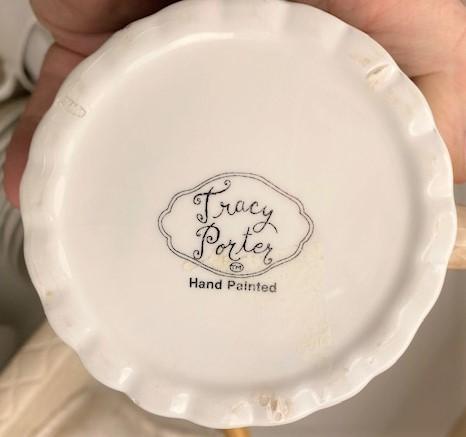 Tracy
Porter
TM
Hand Painted